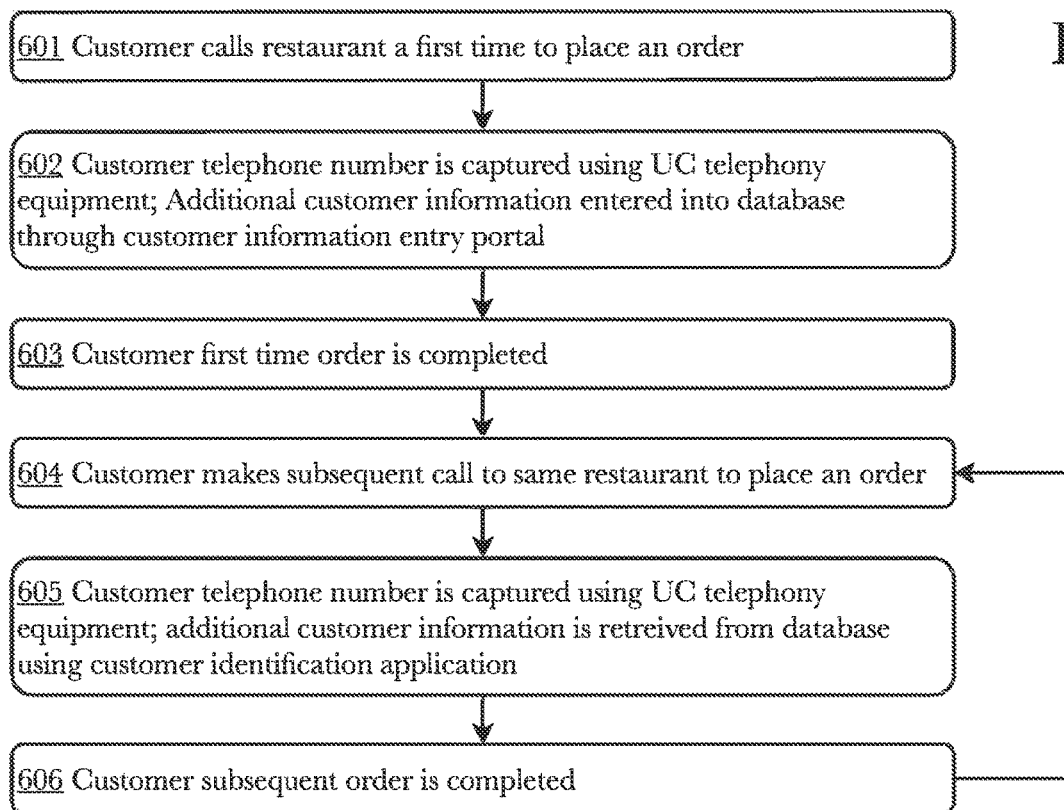 601 Customer calls restaurant a first time to place an order
602 Customer telephone number is captured using UC telephony
equipment; Additional customer information entered into database
through customer information entry portal
603 Customer first time order is completed
604 Customer makes subsequent call to same restaurant to place an order
605 Customer telephone number is captured using UC telephony
equipment; additional customer information is retreived from database
using customer identification application
606 Customer subsequent order is completed